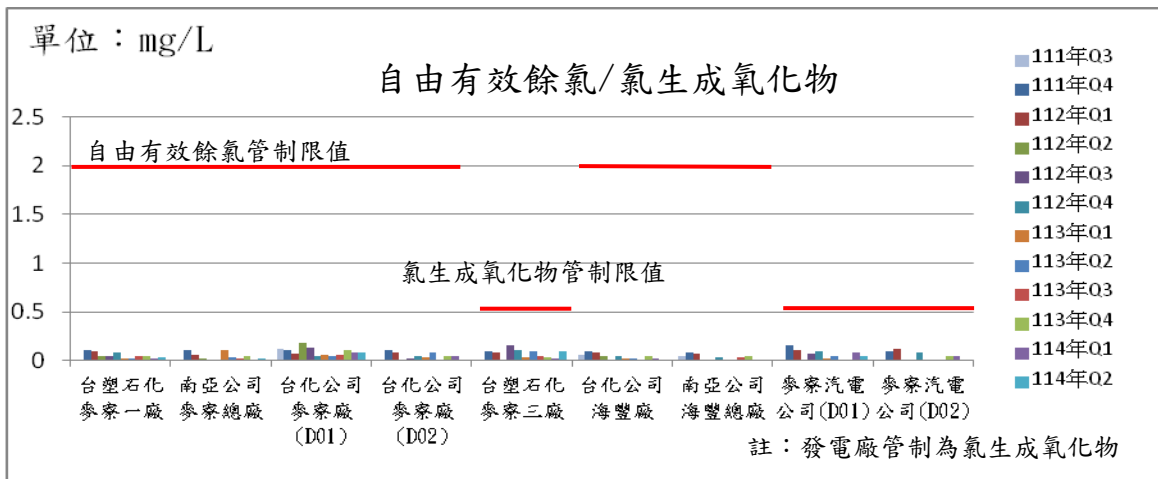 單位：mg/L
自由有效餘氯/氯生成氧化物
2.5
2
1.5
1
0.5
0
自由有效餘氯管制限值
氯生成氧化物管制限值
台塑石化
麥寮一廠
南亞公司
麥寮總廠
台化公司
麥寮廠
(D01)
台化公司
麥寮廠
(D02)
台塑石化
麥寮三廠
台化公司
海豐廠
南亞公司
海豐總廠
麥寮汽電
公司(D01)
麥寮汽電
公司(D02)
註：發電廠管制為氯生成氧化物
111年Q3
111年Q4
112年Q1
112年Q2
112年Q3
112年Q4
113年Q1
113年Q2
113年Q3
113年Q4
114年Q1
114年Q2